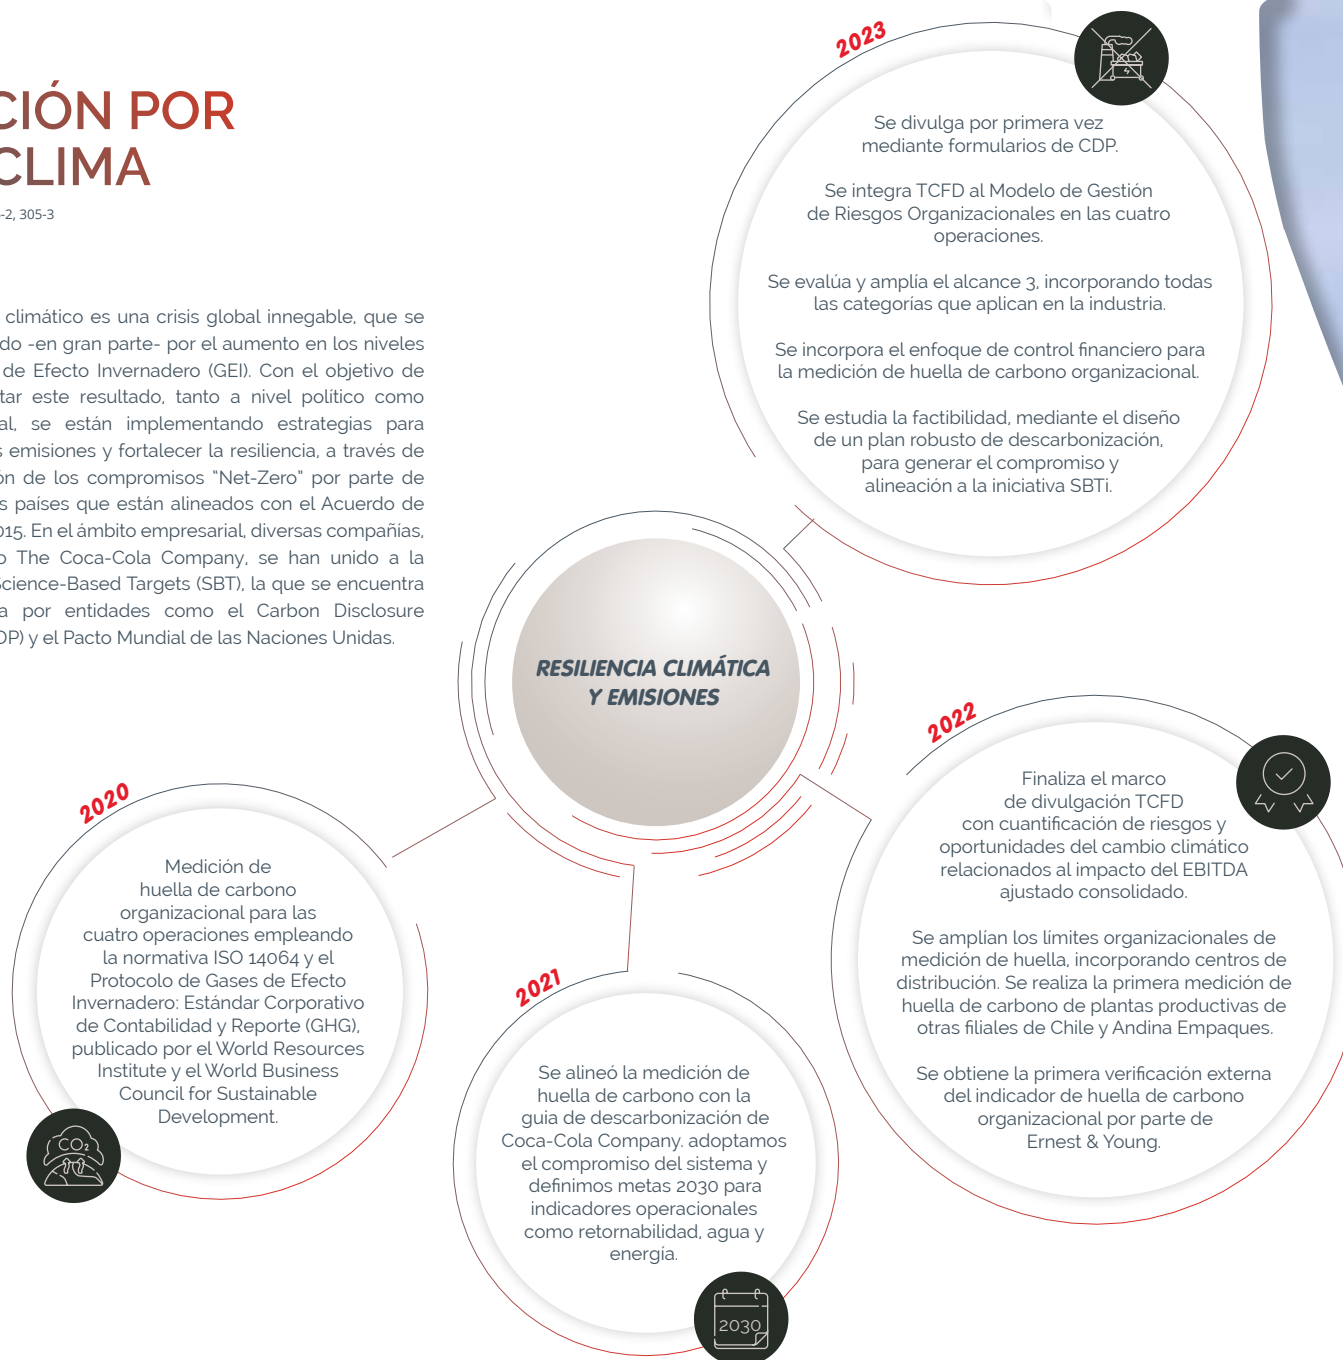 CIÓN POR
CLIMA
-2, 305-3
climático es una crisis global innegable, que se
do -en gran parte- por el aumento en los niveles
de Efecto Invernadero (GEI). Con el objetivo de
tar este resultado, tanto a nivel político como
al, se están implementando estrategias para
s emisiones y fortalecer la resiliencia, a través de
ón de los compromisos “Net-Zero” por parte de
s países que están alineados con el Acuerdo de
015. En el ámbito empresarial, diversas compañías,
o The Coca-Cola Company, se han unido a la
Science-Based Targets (SBT), la que se encuentra
a por entidades como el Carbon Disclosure
DP) y el Pacto Mundial de las Naciones Unidas.
RESILIENCIA CLIMÁTICA
Y EMISIONES
2020
Medición de
huella de carbono
organizacional para las
cuatro operaciones empleando
la normativa ISO 14064 y el
Protocolo de Gases de Efecto
Invernadero: Estándar Corporativo
de Contabilidad y Reporte (GHG),
publicado por el World Resources
Institute y el World Business
Council for Sustainable
Development.
CO2
2021
Se alineó la medición de
huella de carbono con la
guia de descarbonización de
Coca-Cola Company. adoptamos
el compromiso del sistema y
definimos metas 2030 para
indicadores operacionales
como retornabilidad, agua y
energía.
2030
2022
Finaliza el marco
de divulgación TCFD
con cuantificación de riesgos y
oportunidades del cambio climático
relacionados al impacto del EBITDA
ajustado consolidado.
Se amplían los límites organizacionales de
medición de huella, incorporando centros de
distribución. Se realiza la primera medición de
huella de carbono de plantas productivas de
otras filiales de Chile y Andina Empaques.
Se obtiene la primera verificación externa
del indicador de huella de carbono
organizacional por parte de
Ernest & Young.
2023
Se divulga por primera vez
mediante formularios de CDP.
Se integra TCFD al Modelo de Gestión
de Riesgos Organizacionales en las cuatro
operaciones.
Se evalúa y amplía el alcance 3, incorporando todas
las categorías que aplican en la industria.
Se incorpora el enfoque de control financiero para
la medición de huella de carbono organizacional.
Se estudia la factibilidad, mediante el diseño
de un plan robusto de descarbonización,
para generar el compromiso y
alineación a la iniciativa SBTi.